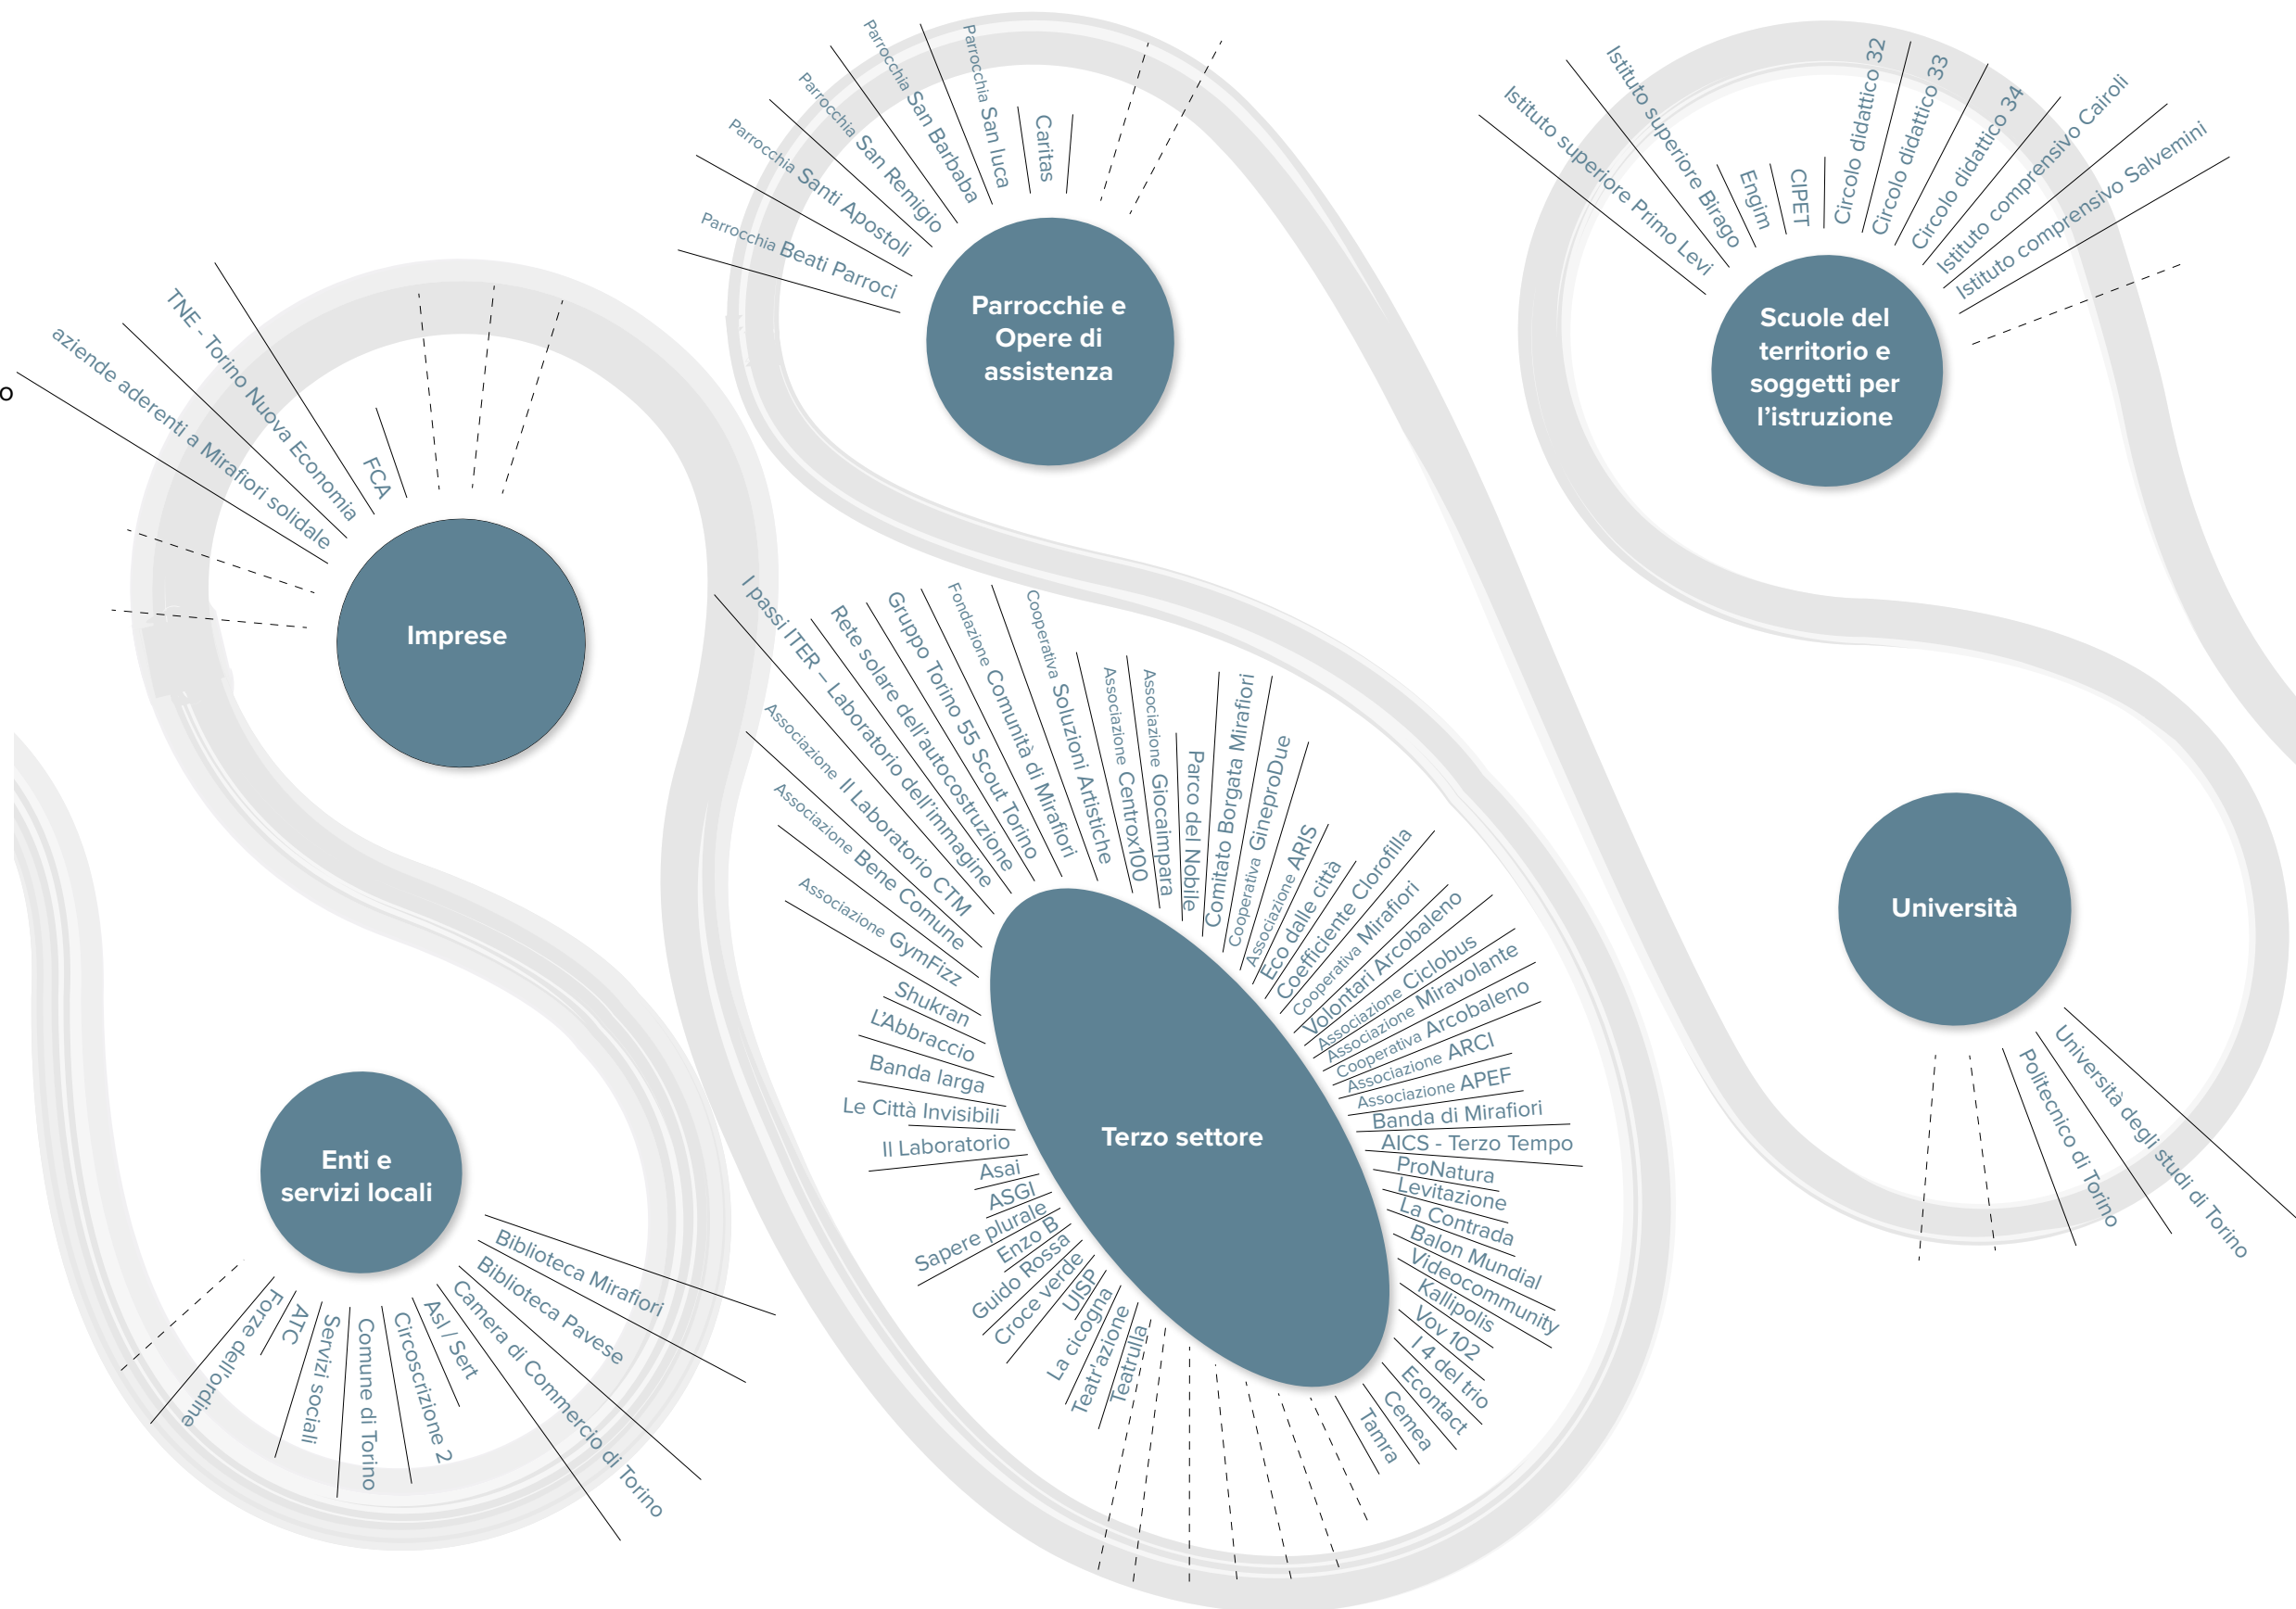 o
Imprese
aziende aderenti a Mirafiori solidale
TNE - Torino Nuova Economia
FCA
Parrocchie e
Opere di
assistenza
Parrocchia Beati Parroci
Parrocchia Santi Apostoli
Parrocchia San Remigio
Parrocchia San Barbaba
Parrocchia San luca
Caritas
Scuole del
territorio e
soggetti per
l’istruzione
Istituto superiore Primo Levi
Istituto superiore Birago
Engim
CIPET
Circolo didattico 32
Circolo didattico 33
Circolo didattico 34
Istituto comprensivo Cairoli
Istituto comprensivo Salvemini
Università
Università degli studi di Torino
Politecnico di Torino
Enti e
servizi locali
Biblioteca Mirafiori
Biblioteca Pavese
Camera di Commercio di Torino
Asl / Sert
Circoscrizione 2
Comune di Torino
Servizi sociali
ATC
Forze dell'ordine
Terzo settore
I passi ITER – Laboratorio dell’immagine
Rete solare dell’autocostruzione
Gruppo Torino 55 Scout Torino
Fondazione Comunità di Mirafiori
Cooperativa Soluzioni Artistiche
Associazione Centrox100
Associazione Giocaimpara
Parco del Nobile
Comitato Borgata Mirafiori
Cooperativa GineproDue
Associazione ARIS
Eco dalle città
Coefficiente Clorofilla
Cooperativa Mirafiori
Volontari Arcobaleno
Associazione Ciclobus
Associazione Miravolante
Cooperativa Arcobaleno
Associazione ARCI
Associazione APEF
Banda di Mirafiori
AICS - Terzo Tempo
ProNatura
Levitazione
La Contrada
Balon Mundial
Videocommunity
Kallipolis
Vov 102
I 4 del trio
Econtact
Cemea
Tamra
Teatrulla
Teatr'azione
La cicogna
UISP
Croce verde
Guido Rossa
Enzo B
Sapere plurale
ASGI
Asai
Il Laboratorio
Le Città Invisibili
Banda larga
L’Abbraccio
Shukran
Associazione GymFizz
Associazione Bene Comune
Associazione Il Laboratorio CTM